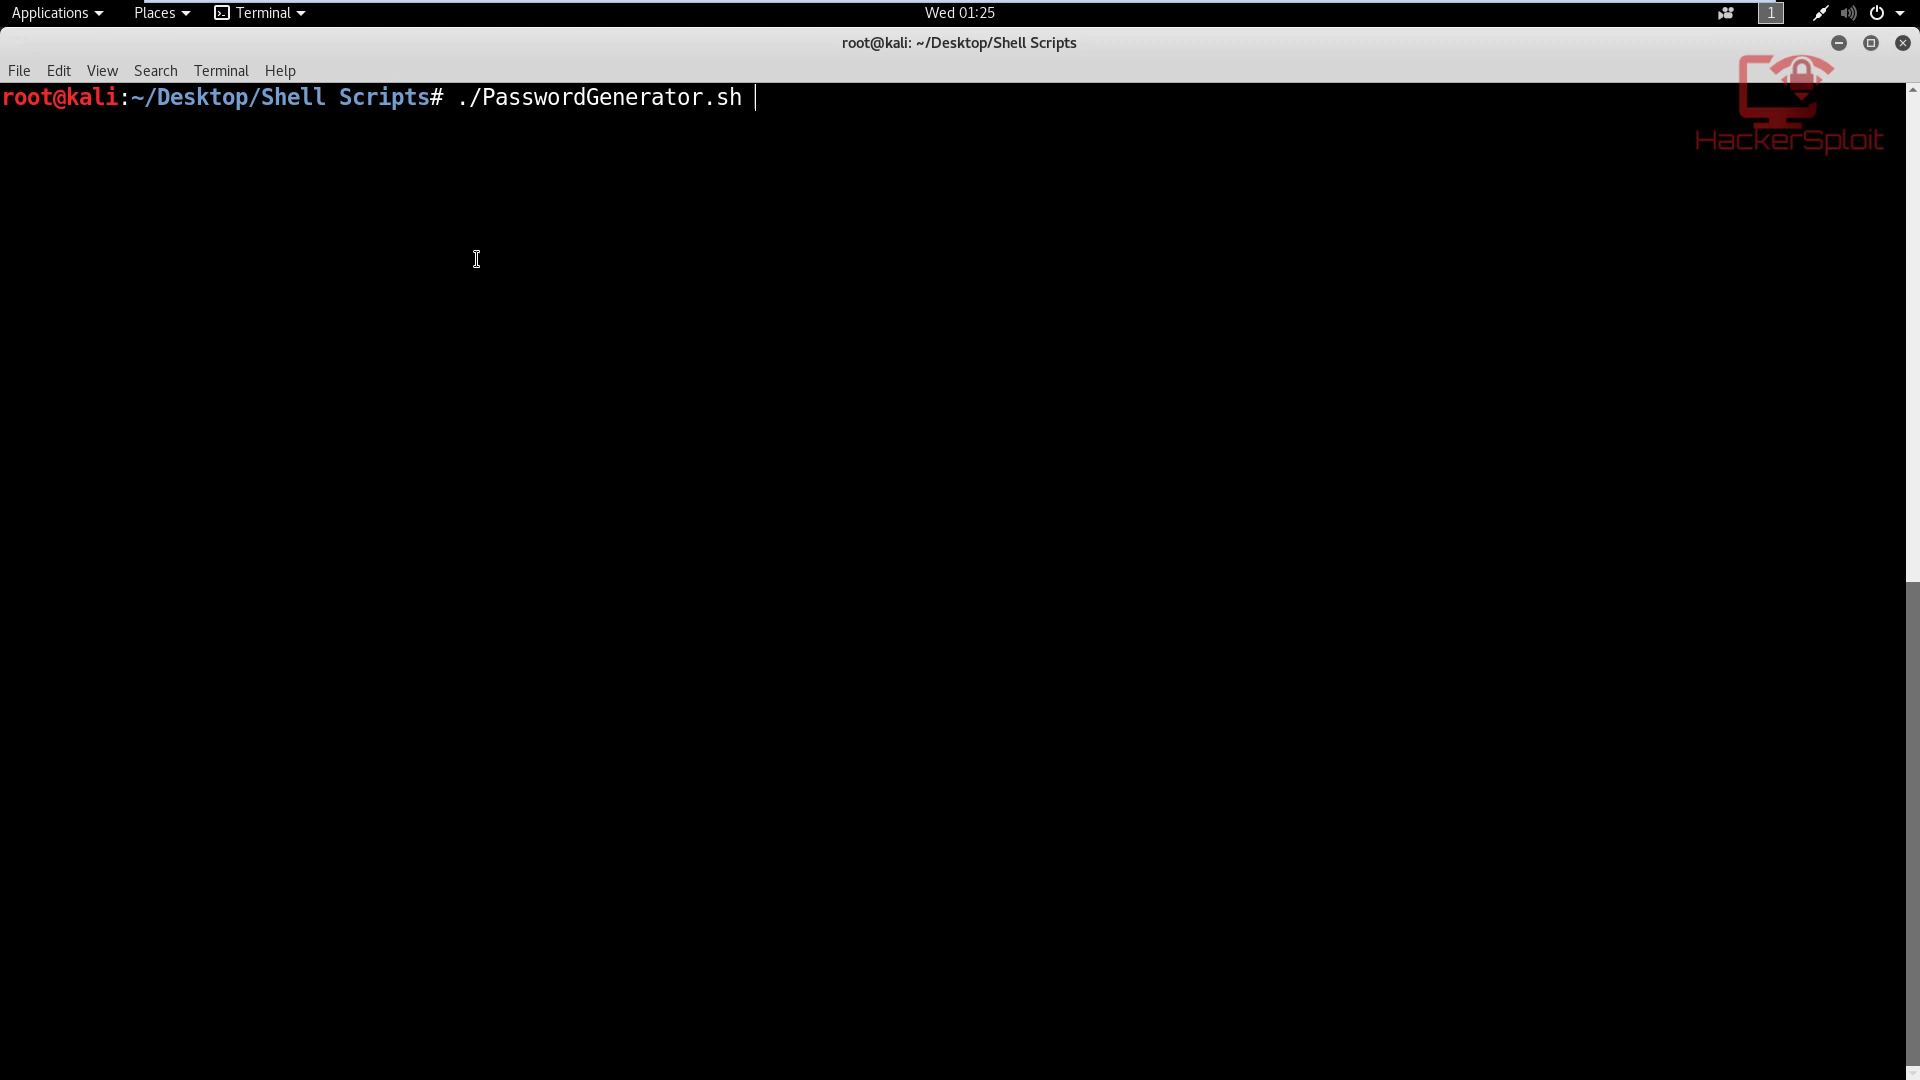 Applications Places Terminal Wed 01:25 1
root@kali: ~/Desktop/Shell Scripts
File Edit View Search Terminal Help
root@kali:~/Desktop/Shell Scripts# ./PasswordGenerator.sh
HackerSploit